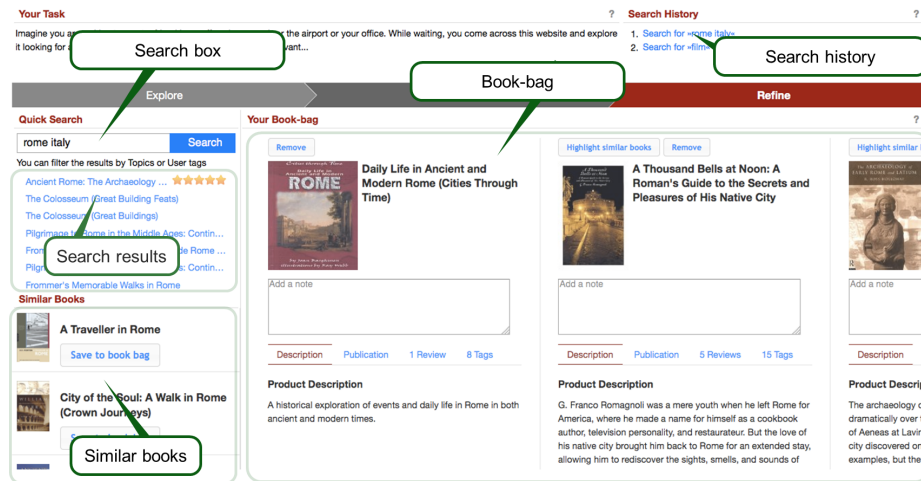 Your Task
?
Imagine you a
r the airport or your office. While waiting, you come across this website and explore
it looking for
vant...
Search box
Search History
?
1. Search for »rome italy«
2. Search for »film«
Search history
Book-bag
Explore
Refine
Quick Search
rome italy
Search
You can filter the results by Topics or User tags
Ancient Rome: The Archaeology ...
The Colosseum (Great Building Feats)
The Colosseum (Great Buildings)
Pilgrimage to Rome in the Middle Ages: Contin...
From
de Rome ...
Pilgr
s: Contin...
Search results
Frommer's Memorable Walks in Rome
Similar Books
A Traveller in Rome
Save to book bag
City of the Soul: A Walk in Rome
(Crown Journeys)
Similar books
Your Book-bag
?
Remove
ROME
Daily Life in Ancient and
Modern Rome (Cities Through
Time)
Add a note
Description
Publication
1 Review
8 Tags
Product Description
A historical exploration of events and daily life in Rome in both
ancient and modern times.
Highlight similar books
Remove
A Thousand Bells at Noon: A
Roman's Guide to the Secrets and
Pleasures of His Native City
Add a note
Description
Publication
5 Reviews
15 Tags
Product Description
G. Franco Romagnoli was a mere youth when he left Rome for
America, where he made a name for himself as a cookbook
author, television personality, and restaurateur. But the love of
his native city brought him back to Rome for an extended stay,
allowing him to rediscover the sights, smells, and sounds of
Highlight similar
Add a note
Description
Product Descrip
The archaeology
dramatically over
of Aeneas at Lavin
city discovered on
examples, but the